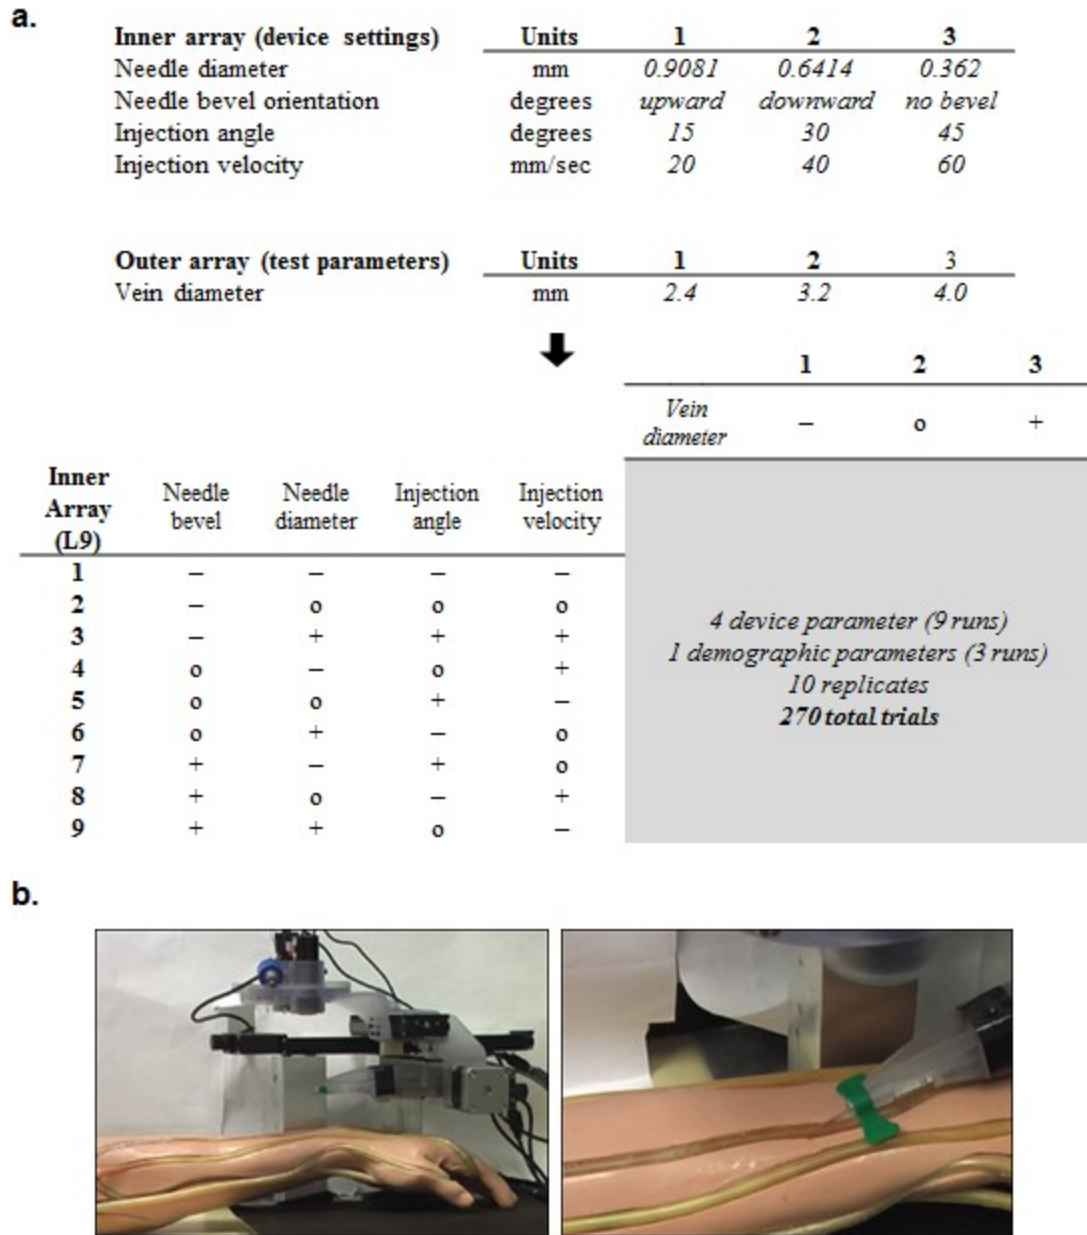 a.
Inner array (device settings) Units 1 2 3
Needle diameter mm 0.9081 0.6414 0.362
Needle bevel orientation degrees upward downward no bevel
Injection angle degrees 15 30 45
Injection velocity mm/sec 20 40 60
Outer array (test parameters) Units 1 2 3
Vein diameter mm 2.4 3.2 4.0
1 2 3
Vein
diameter – o +
Inner
Array
(L9)
Needle
bevel
Needle
diameter
Injection
angle
Injection
velocity
1 – – – –
2 – o o o
3 – + + +
4 o – o +
5 o o + –
6 o + – o
7 + – + o
8 + o – +
9 + + o –
4 device parameter (9 runs)
1 demographic parameters (3 runs)
10 replicates
270 total trials
b.